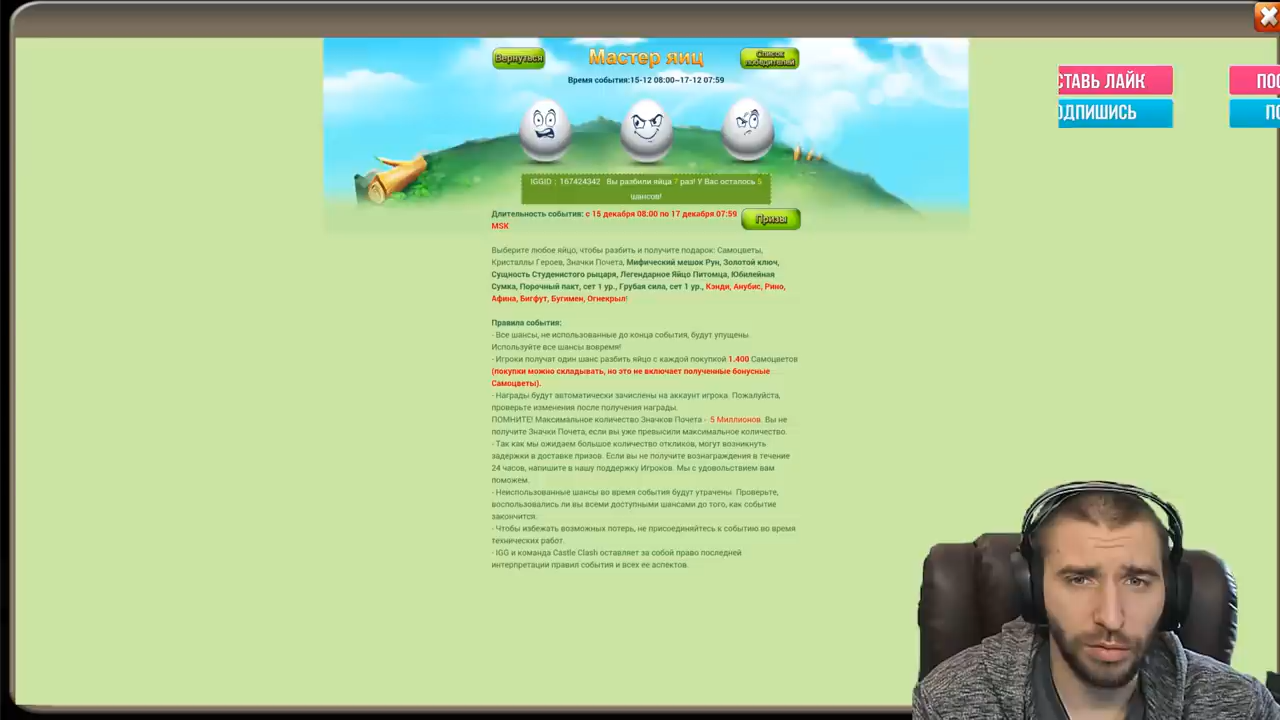 Вернуться
Мастер яиц
Список
победителей
Время события:15-12 08:00~17-12 07:59
СТАВЬ ЛАЙК
ПОС
ОДПИШИСЬ
ПО
IGGID : 167424342 Вы разбили яйца 7 раз! У Вас осталось 5
шансов!
Длительность события: с 15 декабря 08:00 по 17 декабря 07:59
MSK
Призы
Выберите любое яйцо, чтобы разбить и получите подарок: Самоцветы,
Кристаллы Героев, Значки Почета, Мифический мешок Рун, Золотой ключ,
Сущность Студенистого рыцаря, Легендарное Яйцо Питомца, Юбилейная
Сумка, Порочный пакт, сет 1 ур., Грубая сила, сет 1 ур., Кэнди, Анубис, Рино,
Афина, Бигфут, Бугимен, Огнекрыл!
Правила события:
- Все шансы, не использованные до конца события, будут упущены.
Используйте все шансы вовремя!
- Игроки получат один шанс разбить яйцо с каждой покупкой 1.400 Самоцветов
(покупки можно складывать, но это не включает полученные бонусные
Самоцветы).
- Награды будут автоматически зачислены на аккаунт игрока. Пожалуйста,
проверьте изменения после получения награды.
ПОМНИТЕ! Максимальное количество Значков Почета - 5 Миллионов. Вы не
получите Значки Почета, если вы уже превысили максимальное количество.
- Так как мы ожидаем большое количество откликов, могут возникнуть
задержки в доставке призов. Если вы не получите вознаграждения в течение
24 часов, напишите в нашу поддержку Игроков. Мы с удовольствием вам
поможем.
- Неиспользованные шансы во время события будут утрачены. Проверьте,
воспользовались ли вы всеми доступными шансами до того, как событие
закончится.
- Чтобы избежать возможных потерь, не присоединяйтесь к событию во время
технических работ.
- IGG и команда Castle Clash оставляет за собой право последней
интерпретации правил события и всех ее аспектов.